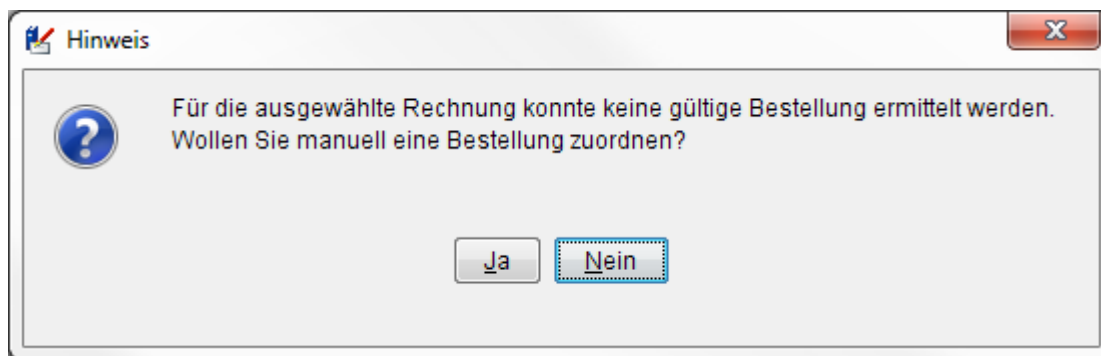 Hinweis
Für die ausgewählte Rechnung konnte keine gültige Bestellung ermittelt werden.
Wollen Sie manuell eine Bestellung zuordnen?
Ja Nein